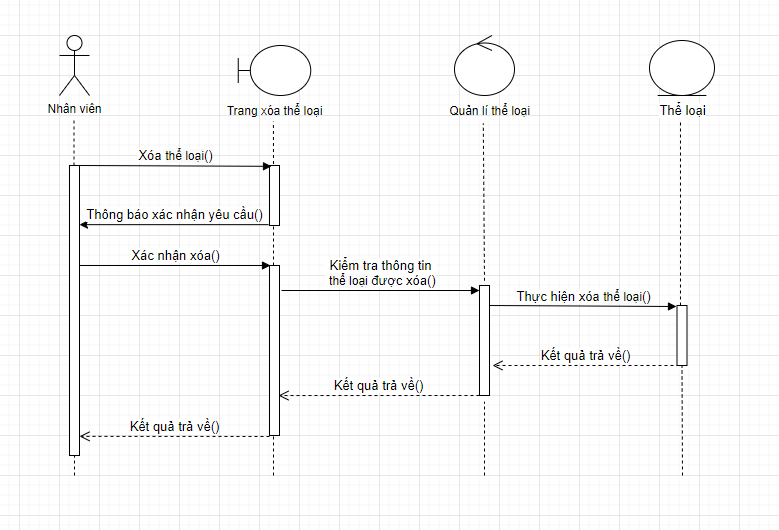 Nhân viên
Trang xóa thể loại
Quản lí thể loại
Thể loại
Xóa thể loại()
Thông báo xác nhận yêu cầu()
Xác nhận xóa()
Kiểm tra thông tin
thể loại được xóa()
Thực hiện xóa thể loại()
Kết quả trả về()
Kết quả trả về()
Kết quả trả về()